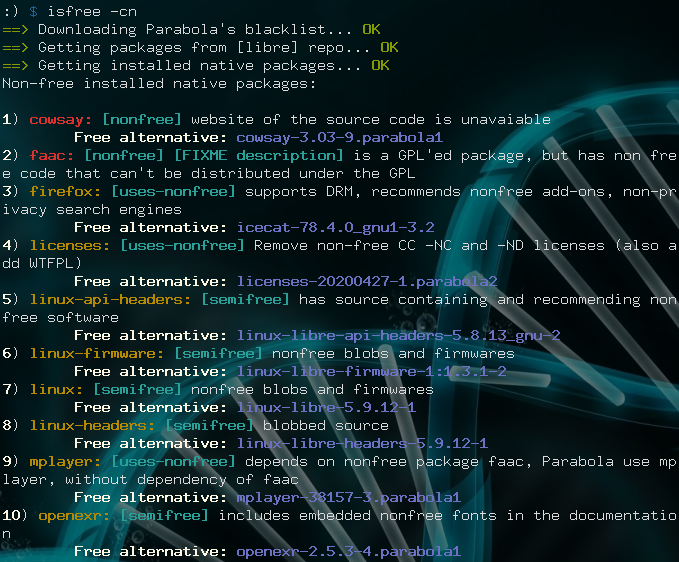 :) $ isfree -cn
==> Downloading Parabola's blacklist... OK
==> Getting packages from [libre] repo... OK
==> Getting installed native packages... OK
Non-free installed native packages:
1) cowsay: [nonfree] website of the source code is unavaiable
Free alternative: cowsay-3.03-9.parabola1
2) faac: [nonfree] [FIXME description] is a GPL'ed package, but has non fre
e code that can't be distributed under the GPL
3) firefox: [uses-nonfree] supports DRM, recommends nonfree add-ons, non-pr
ivacy search engines
Free alternative: icecat-78.4.0_gnu1-3.2
4) licenses: [uses-nonfree] Remove non-free CC -NC and -ND licenses (also a
dd WTFPL)
Free alternative: licenses-20200427-1.parabola2
5) linux-api-headers: [semifree] has source containing and recommending non
free software
Free alternative: linux-libre-api-headers-5.8.13_gnu-2
6) linux-firmware: [semifree] nonfree blobs and firmwares
Free alternative: linux-libre-firmware-1:1.3.1-2
7) linux: [semifree] nonfree blobs and firmwares
Free alternative: linux-libre-5.9.12-1
8) linux-headers: [semifree] blobbed source
Free alternative: linux-libre-headers-5.9.12-1
9) mplayer: [uses-nonfree] depends on nonfree package faac, Parabola use mp
layer, without dependency of faac
Free alternative: mplayer-38157-3.parabola1
10) openexr: [semifree] includes embedded nonfree fonts in the documentatio
n
Free alternative: openexr-2.5.3-4.parabola1